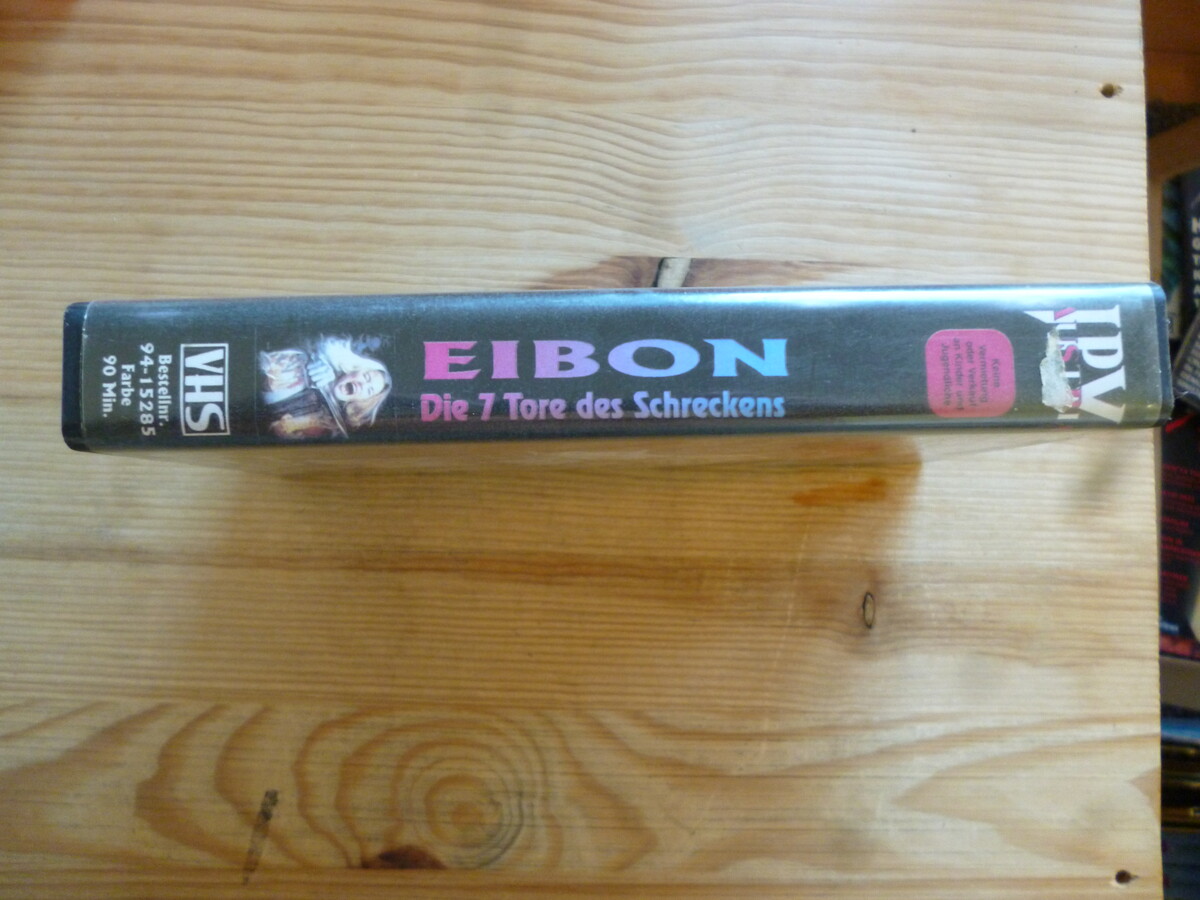 VHS
Bestellnr.
94-15285
Farbe
90 Min.
EIBON
Die 7 Tore des Schreckens
Keine
Vermietung
oder Verkauf
an Kinder und
Jugendliche